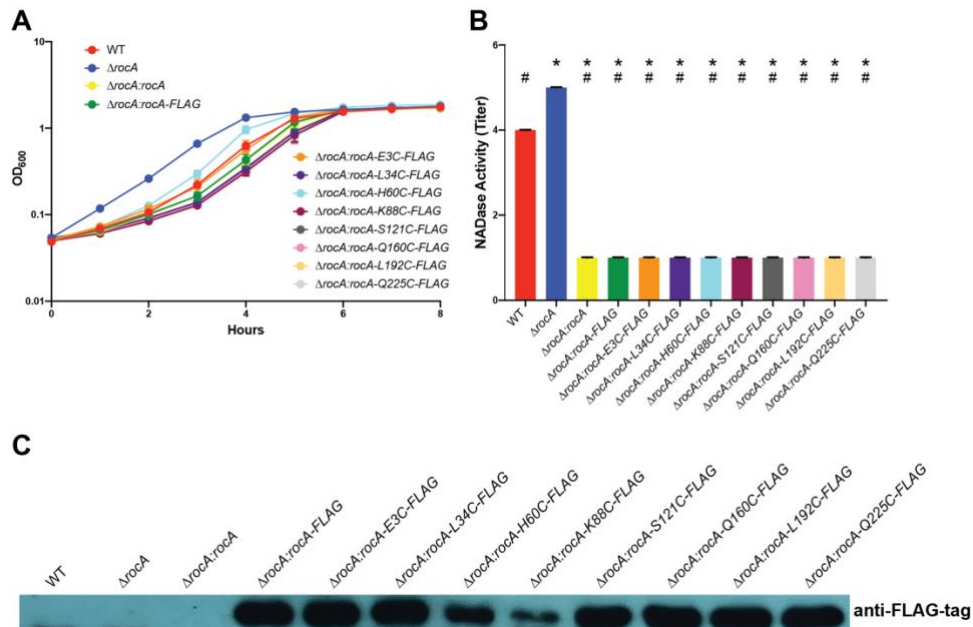 A
10
1
0.1
0.01
OD600
0
2
4
6
8
Hours
WT
ΔrocA
ΔrocA:rocA
ΔrocA:rocA-FLAG
ΔrocA:rocA-E3C-FLAG
ΔrocA:rocA-L34C-FLAG
ΔrocA:rocA-H60C-FLAG
ΔrocA:rocA-K88C-FLAG
ΔrocA:rocA-S121C-FLAG
ΔrocA:rocA-Q160C-FLAG
ΔrocA:rocA-L192C-FLAG
ΔrocA:rocA-Q225C-FLAG
B
NADase Activity (Titer)
6
4
2
0
* * * * * * * * * * *
# # # # # # # # # # #
WT
ΔrocA
ΔrocA:rocA
ΔrocA:rocA-FLAG
ΔrocA:rocA-E3C-FLAG
ΔrocA:rocA-L34C-FLAG
ΔrocA:rocA-H60C-FLAG
ΔrocA:rocA-K88C-FLAG
ΔrocA:rocA-S121C-FLAG
ΔrocA:rocA-Q160C-FLAG
ΔrocA:rocA-L192C-FLAG
ΔrocA:rocA-Q225C-FLAG
C
WT
ΔrocA
ΔrocA:rocA
ΔrocA:rocA-FLAG
ΔrocA:rocA-E3C-FLAG
ΔrocA:rocA-L34C-FLAG
ΔrocA:rocA-H60C-FLAG
ΔrocA:rocA-K88C-FLAG
ΔrocA:rocA-S121C-FLAG
ΔrocA:rocA-Q160C-FLAG
ΔrocA:rocA-L192C-FLAG
ΔrocA:rocA-Q225C-FLAG
anti-FLAG-tag